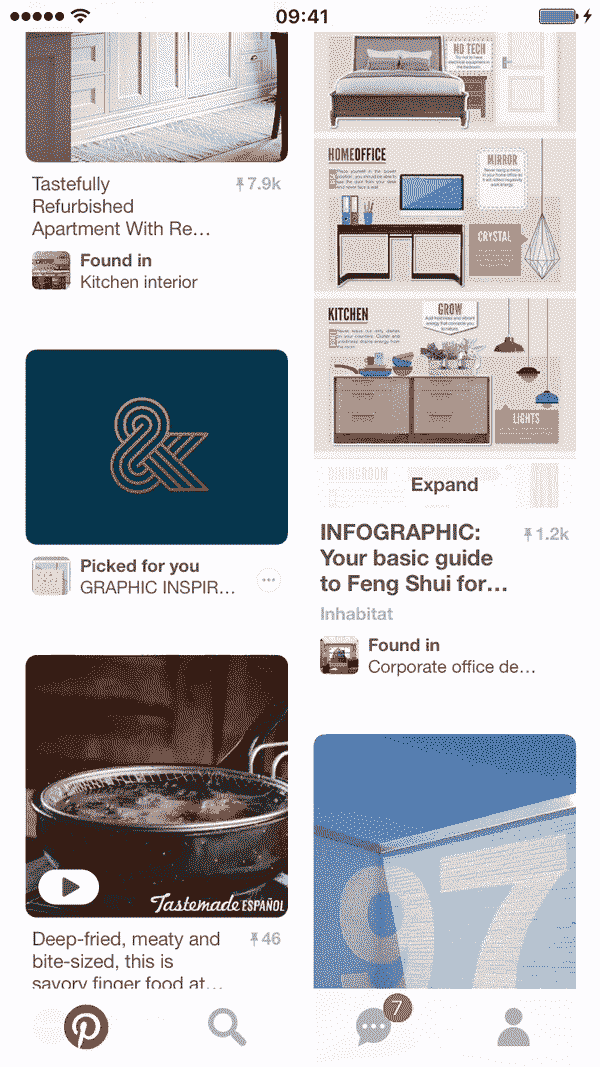 09:41
Tastefully
Refurbished
Apartment With Re…
7.9k
Found in
Kitchen interior
&
Picked for you
GRAPHIC INSPIR…
Tastemade ESPAÑOL
Deep-fried, meaty and
bite-sized, this is
savory finger food at…
46
NO TECH
HOMEOFFICE
MIRROR
CRYSTAL
KITCHEN
GROW
LIGHTS
DININGROOM
Expand
INFOGRAPHIC:
Your basic guide
to Feng Shui for…
1.2k
Inhabitat
Found in
Corporate office de…
97
7